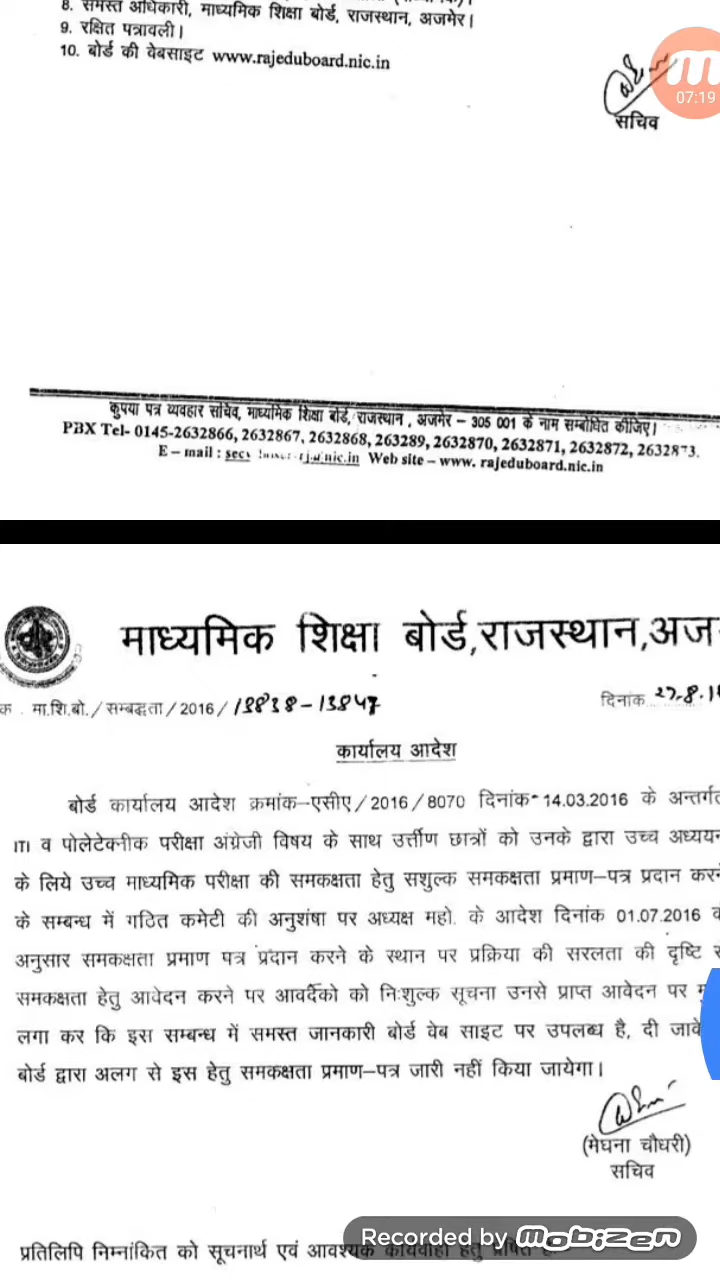 8. समस्त अधिकारी, माध्यमिक शिक्षा बोर्ड, राजस्थान, अजमेर।
9. रक्षित पत्रावली।
10. बोर्ड की वेबसाइट www.rajeduboard.nic.in
07:19
सचिव
कृपया पत्र व्यवहार सचिव, माध्यमिक शिक्षा बोर्ड, राजस्थान , अजमेर – 305 001 के नाम सम्बोधित कीजिए।
PBX Tel- 0145-2632866, 2632867, 2632868, 263289, 2632870, 2632871, 2632872, 2632873.
E – mail : Web site – www. rajeduboard.nic.in
माध्यमिक शिक्षा बोर्ड,राजस्थान,अज
मा.शि.बो./सम्बद्धता/2016/13838-13847
दिनांक 27.8.16
कार्यालय आदेश
बोर्ड कार्यालय आदेश क्रमांक-एसीए/2016/8070 दिनांक-14.03.2016 के अन्तर्गत
ITI व पोलेटेक्नीक परीक्षा अंग्रेजी विषय के साथ उर्त्तीण छात्रों को उनके द्वारा उच्च अध्ययन
के लिये उच्च माध्यमिक परीक्षा की समकक्षता हेतु सशुल्क समकक्षता प्रमाण-पत्र प्रदान करने
के सम्बन्ध में गठित कमेटी की अनुशंषा पर अध्यक्ष महो. के आदेश दिनांक 01.07.2016
अनुसार समकक्षता प्रमाण पत्र प्रदान करने के स्थान पर प्रक्रिया की सरलता की दृष्टि
समकक्षता हेतु आवेदन करने पर आवर्दैको को निःशुल्क सूचना उनसे प्राप्त आवेदन पर
लगा कर कि इस सम्बन्ध में समस्त जानकारी बोर्ड वेब साइट पर उपलब्ध है, दी जावे
बोर्ड द्वारा अलग से इस हेतु समकक्षता प्रमाण-पत्र जारी नहीं किया जायेगा।
(मेघना चौधरी)
सचिव
प्रतिलिपि निम्नांकित को सूचनार्थ एवं आवश्यक कार्यवाही हेतु प्रेषित
Recorded by mobizen